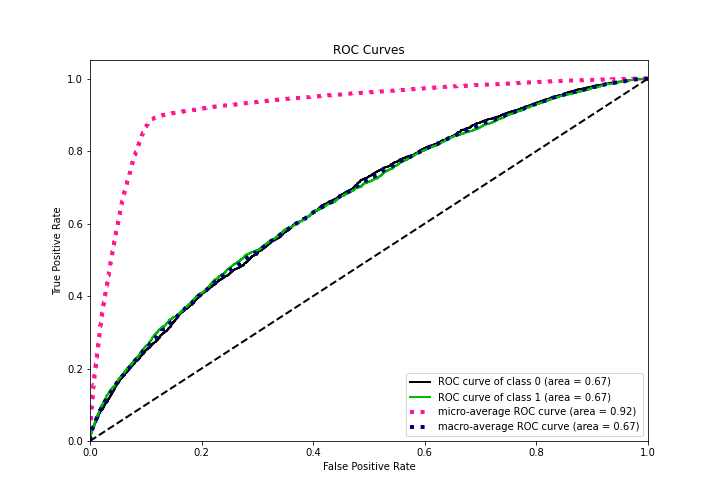 ROC Curves
1.0
0.8
0.6
0.4
0.2
0.0
True Positive Rate
ROC curve of class 0 (area = 0.67)
ROC curve of class 1 (area = 0.67)
micro-average ROC curve (area = 0.92)
macro-average ROC curve (area = 0.67)
0.0 0.2 0.4 0.6 0.8 1.0
False Positive Rate